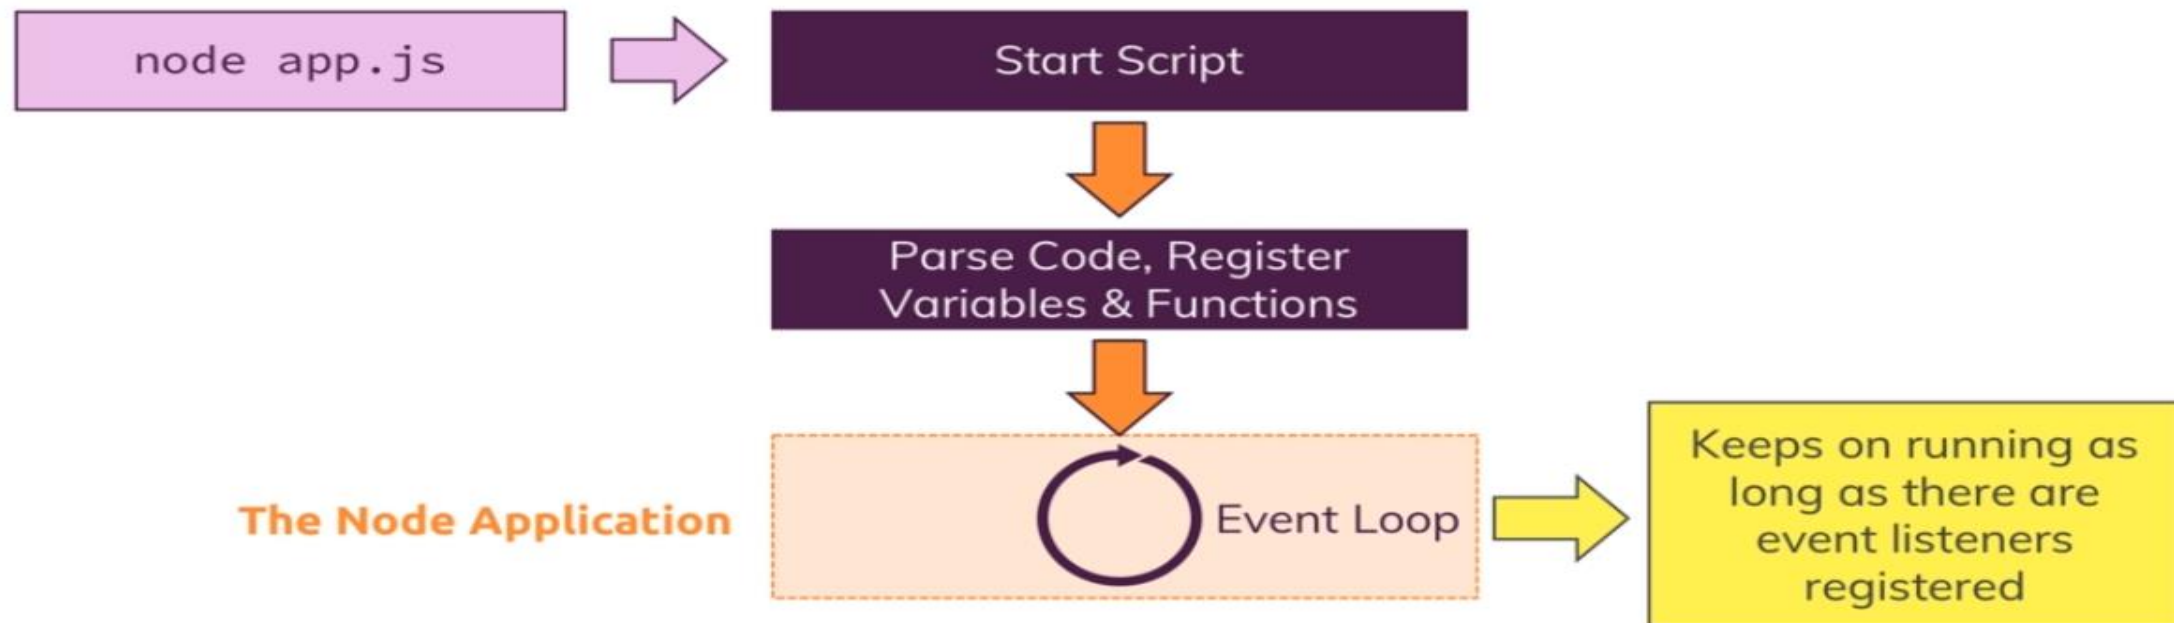 node app.js
Start Script
Parse Code, Register
Variables & Functions
The Node Application
Event Loop
Keeps on running as
long as there are
event listeners
registered